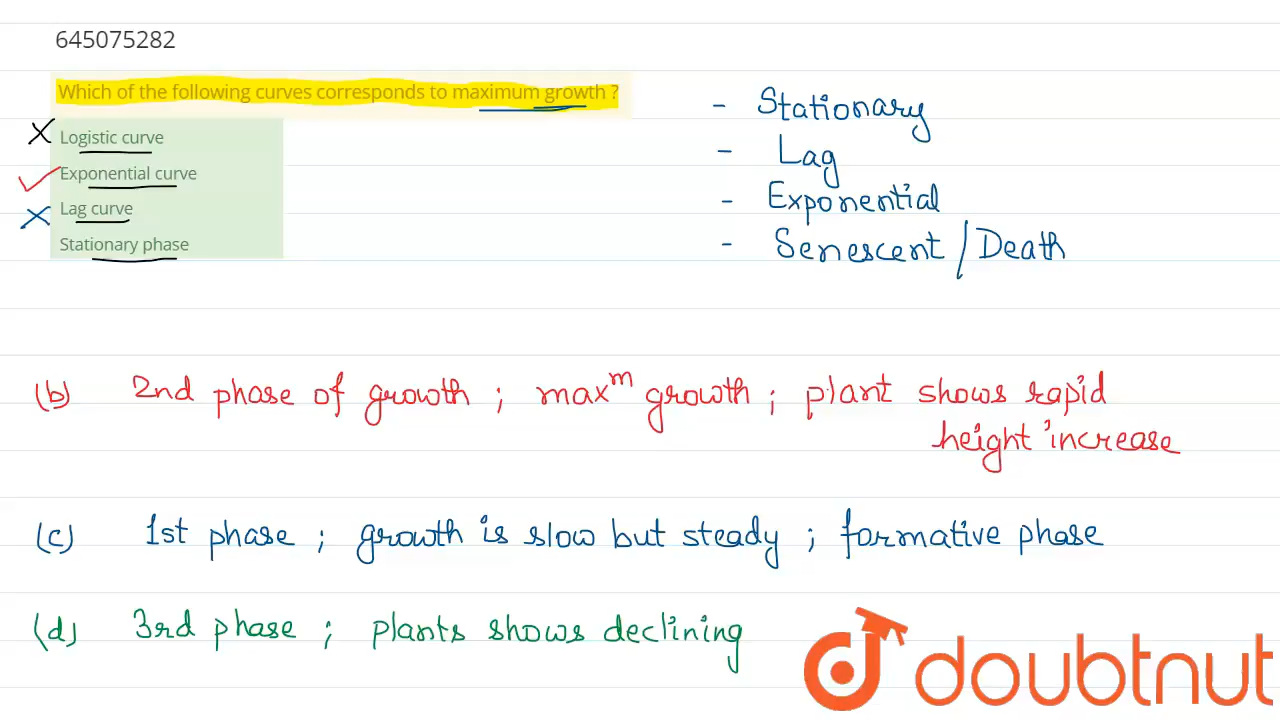 645075282
Which of the following curves corresponds to maximum growth ?
Logistic curve
Exponential curve
Lag curve
Stationary phase
- Stationary
- Lag
- Exponential
- Senescent / Death
(b) 2nd phase of growth ; maxᵐ growth ; plant shows rapid
height increase
(c) 1st phase ; growth is slow but steady ; formative phase
(d) 3rd phase ; plants shows declining
doubtnut